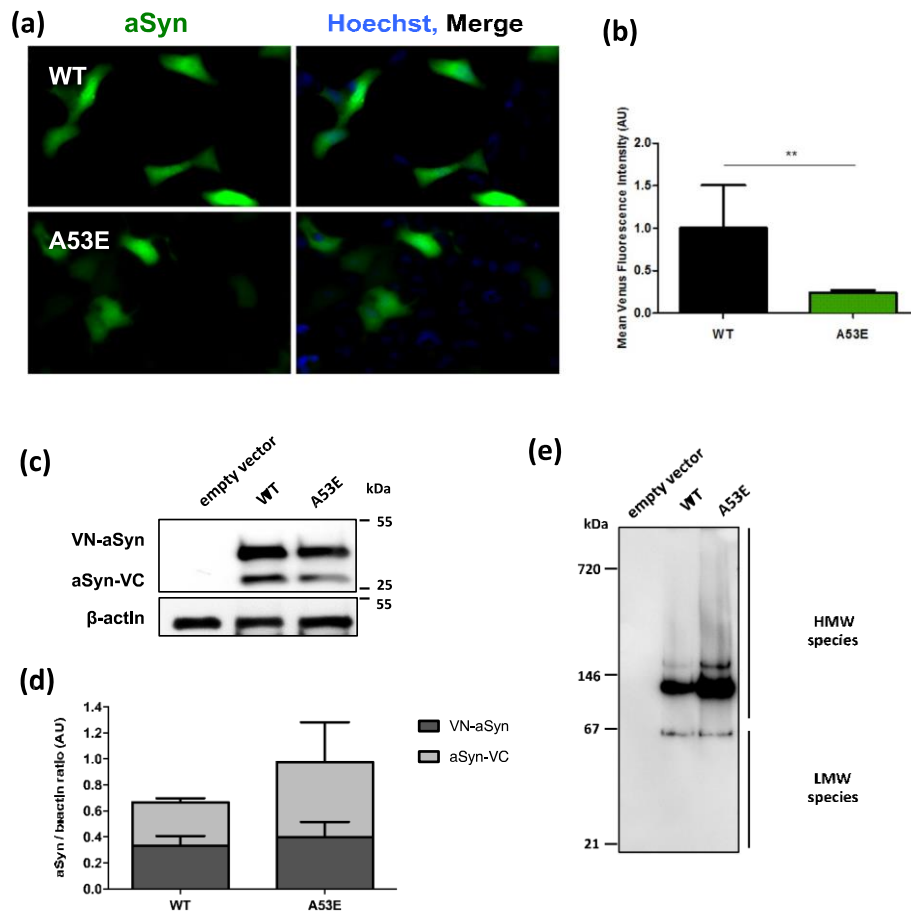 (a)
aSyn
Hoechst, Merge
WT
A53E
(b)
Mean Venus Fluorescence Intensity (AU)
2.0
1.5
1.0
0.5
0.0
**
WT
A53E
(c)
empty vector
WT
A53E
kDa
VN-aSyn
aSyn-VC
β-actIn
55
25
55
(d)
aSyn / bactIn ratio (AU)
1.4
1.2
1.0
0.8
0.6
0.4
0.2
0.0
WT
A53E
VN-aSyn
aSyn-VC
(e)
empty vector
WT
A53E
kDa
720
146
67
21
HMW
species
LMW
species